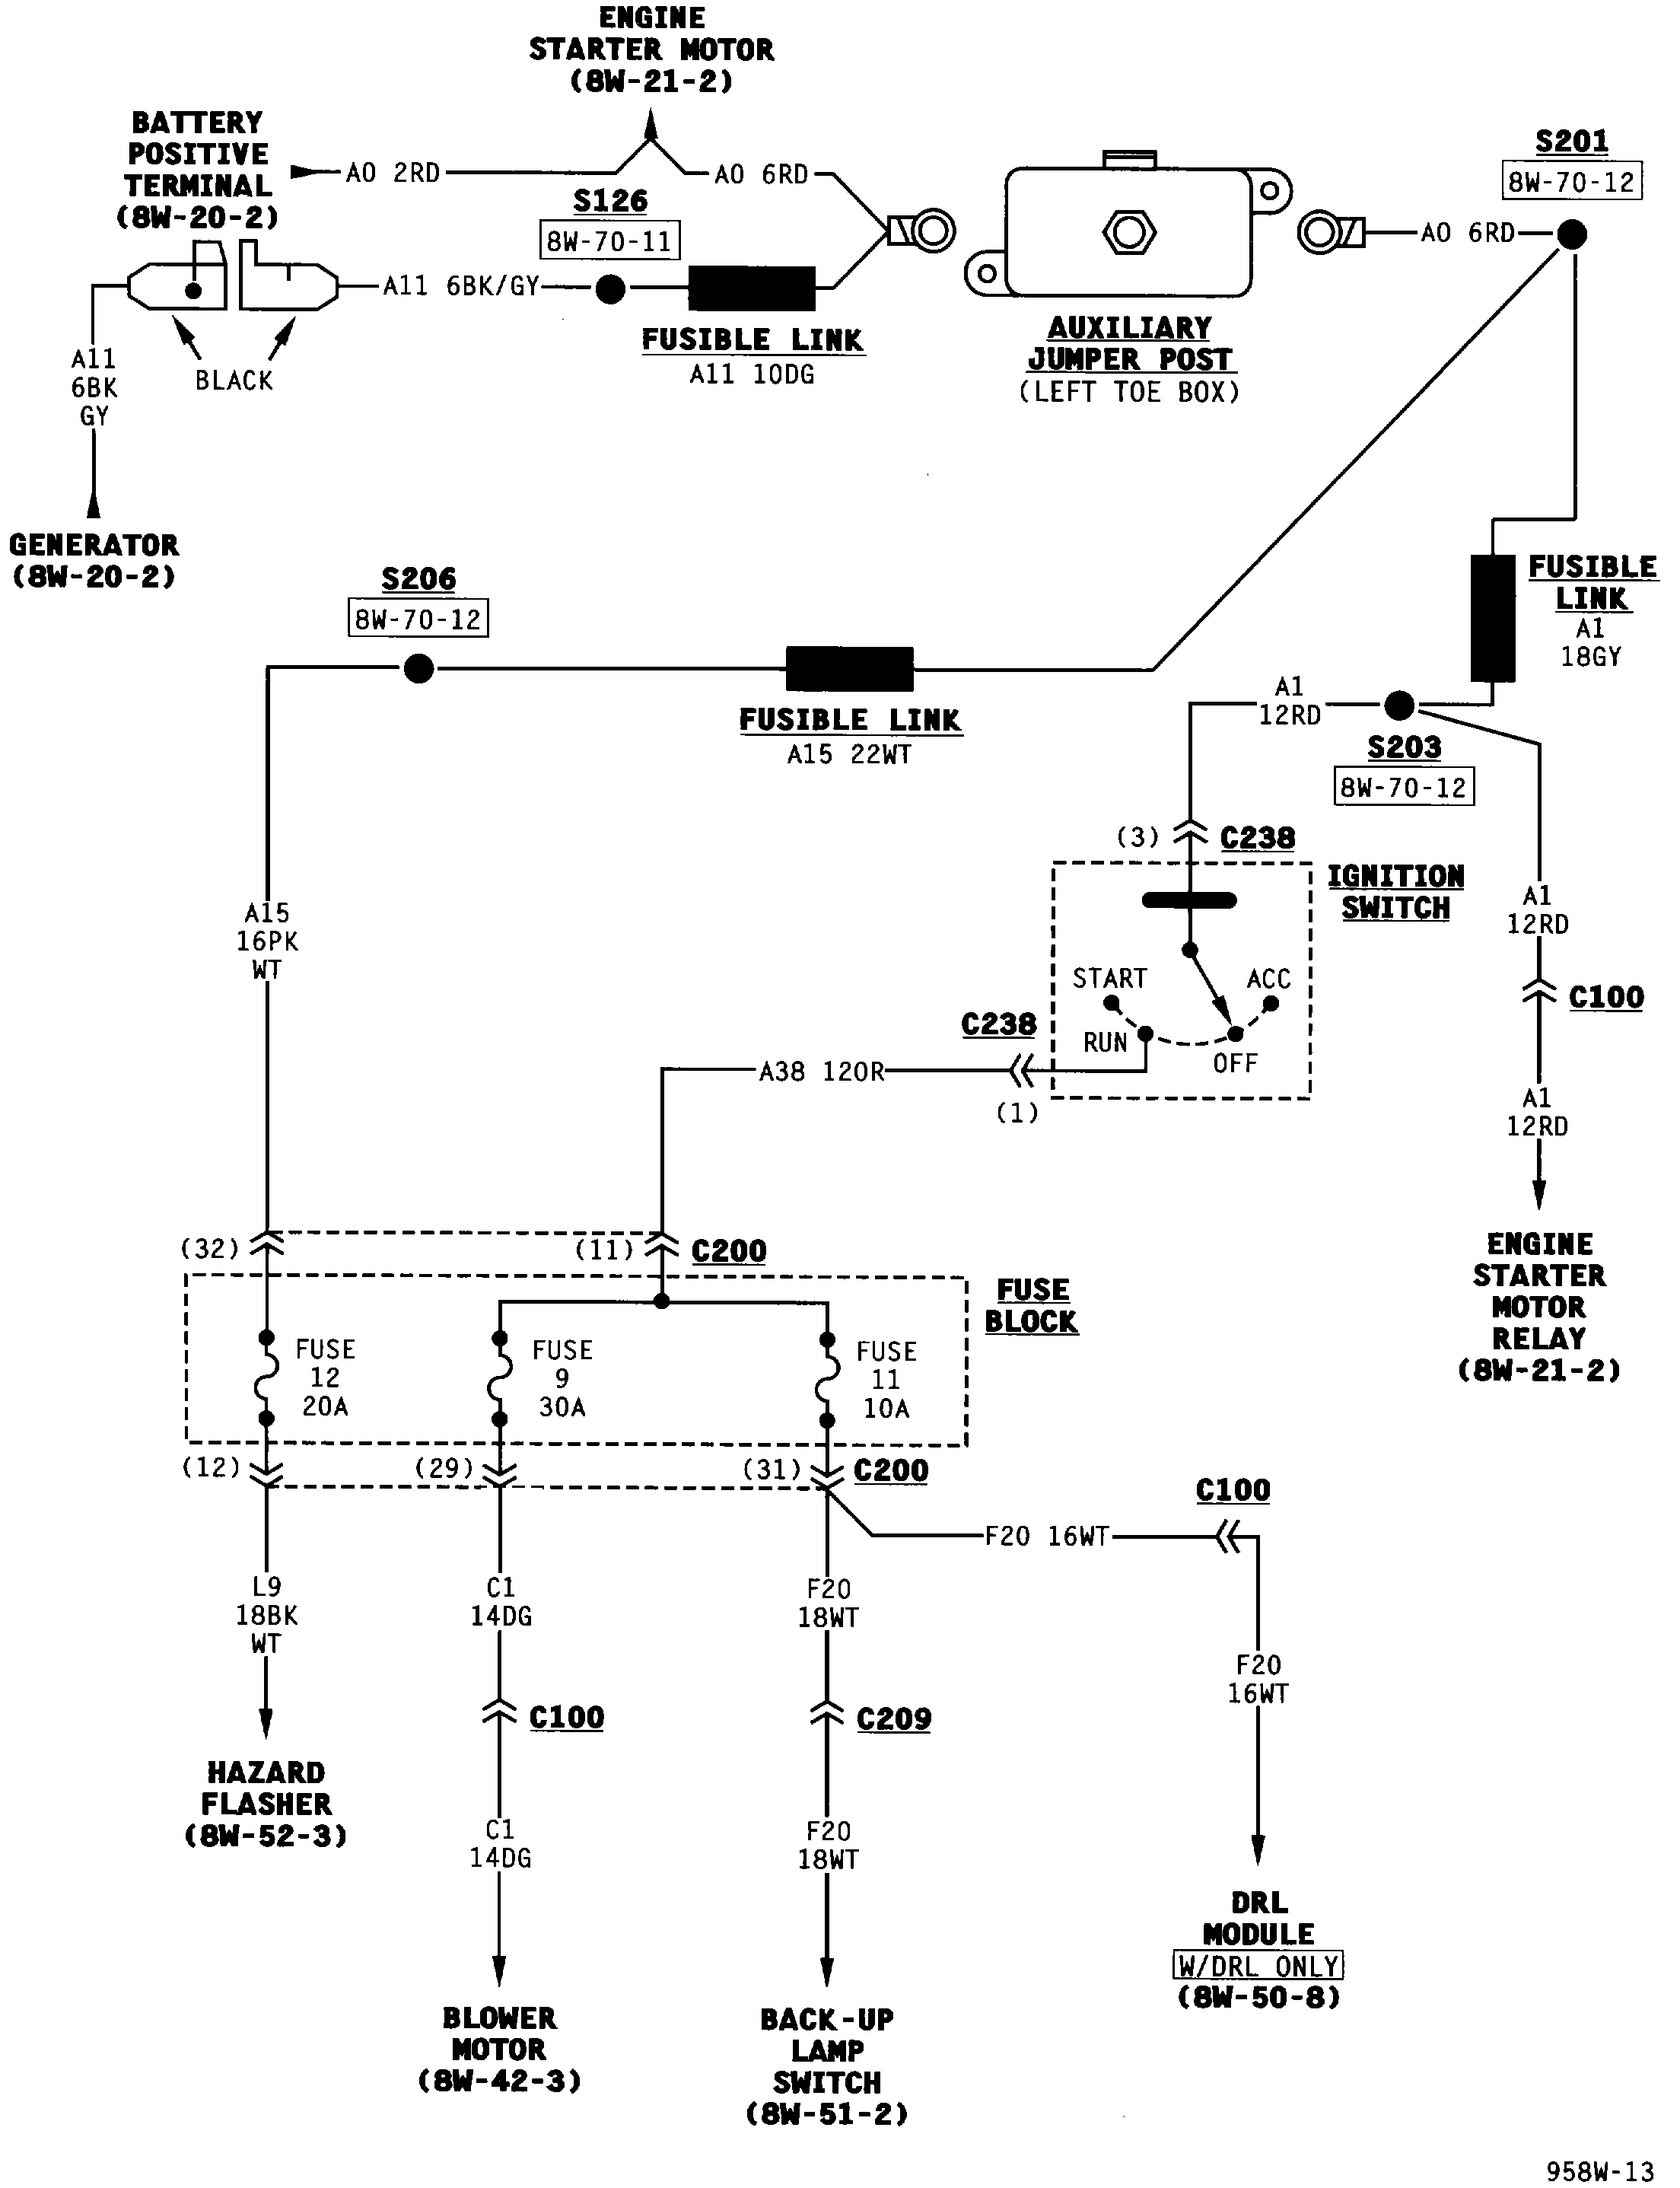 ENGINE
STARTER MOTOR
(8W-21-2)
BATTERY
POSITIVE
TERMINAL
(8W-20-2)
A0 2RD
A0 6RD
S126
8W-70-11
S201
8W-70-12
A0 6RD
A11 6BK/GY
FUSIBLE LINK
A11 10DG
AUXILIARY
JUMPER POST
(LEFT TOE BOX)
BLACK
A11
6BK
GY
GENERATOR
(8W-20-2)
S206
8W-70-12
FUSIBLE
LINK
A1
18GY
FUSIBLE LINK
A15 22WT
A1
12RD
S203
8W-70-12
(3)
C238
IGNITION
SWITCH
START
ACC
RUN
OFF
C238
(1)
A38 12OR
A15
16PK
WT
A1
12RD
C100
A1
12RD
ENGINE
STARTER
MOTOR
RELAY
(8W-21-2)
(32)
(11)
C200
FUSE
BLOCK
FUSE
12
20A
FUSE
9
30A
FUSE
11
10A
(12)
(29)
(31)
C200
C100
F20 16WT
L9
18BK
WT
C1
14DG
F20
18WT
F20
16WT
C100
C209
HAZARD
FLASHER
(8W-52-3)
C1
14DG
F20
18WT
DRL
MODULE
W/DRL ONLY
(8W-50-8)
BLOWER
MOTOR
(8W-42-3)
BACK-UP
LAMP
SWITCH
(8W-51-2)
958W-13